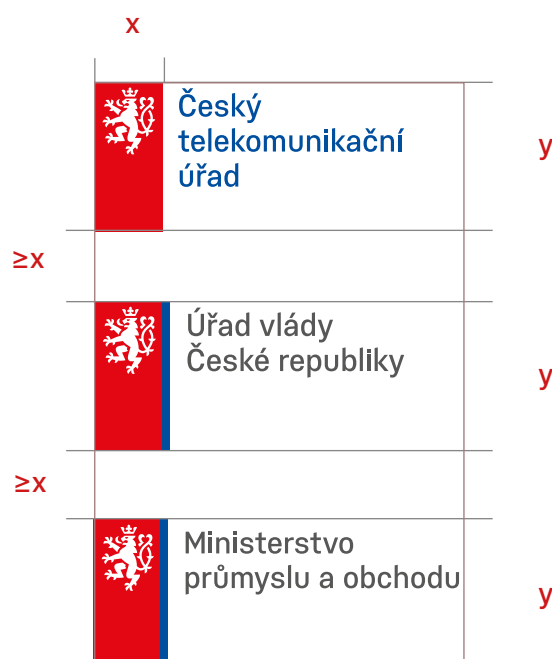 x
Český
telekomunikační
úřad
y
≥x
Úřad vlády
České republiky
y
≥x
Ministerstvo
průmyslu a obchodu
y